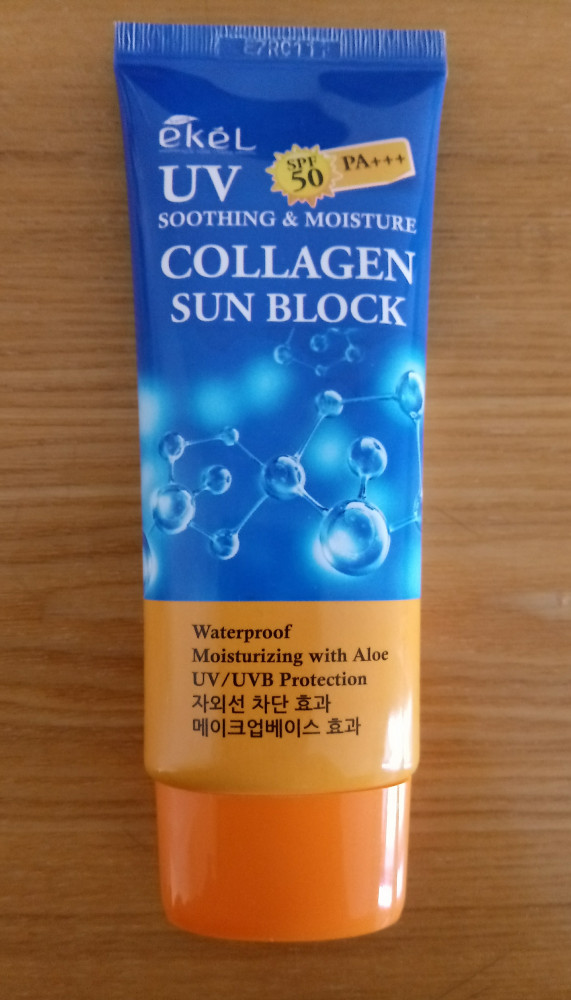 ekeL
UV
SPF
50
PA+++
SOOTHING & MOISTURE
COLLAGEN
SUN BLOCK
Waterproof
Moisturizing with Aloe
UV/UVB Protection
자외선 차단 효과
메이크업베이스 효과